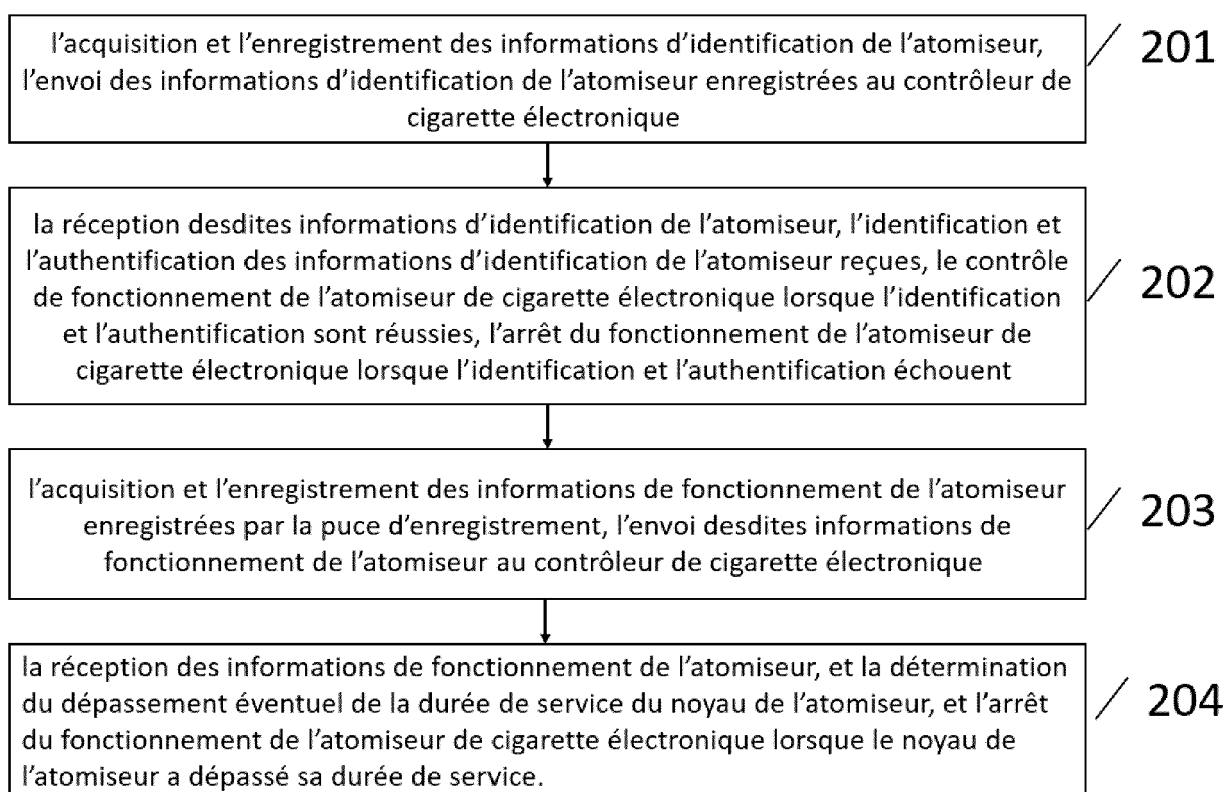 l'acquisition et l'enregistrement des informations d'identification de l'atomiseur,
l'envoi des informations d'identification de l'atomiseur enregistrées au contrôleur de
cigarette électronique
201
la réception desdites informations d'identification de l'atomiseur, l'identification et
l'authentification des informations d'identification de l'atomiseur reçues, le contrôle
de fonctionnement de l'atomiseur de cigarette électronique lorsque l'identification
et l'authentification sont réussies, l'arrêt du fonctionnement de l'atomiseur de
cigarette électronique lorsque l'identification et l'authentification échouent
202
l'acquisition et l'enregistrement des informations de fonctionnement de l'atomiseur
enregistrées par la puce d'enregistrement, l'envoi desdites informations de
fonctionnement de l'atomiseur au contrôleur de cigarette électronique
203
la réception des informations de fonctionnement de l'atomiseur, et la détermination
du dépassement éventuel de la durée de service du noyau de l'atomiseur, et l'arrêt
du fonctionnement de l'atomiseur de cigarette électronique lorsque le noyau de
l'atomiseur a dépassé sa durée de service.
204